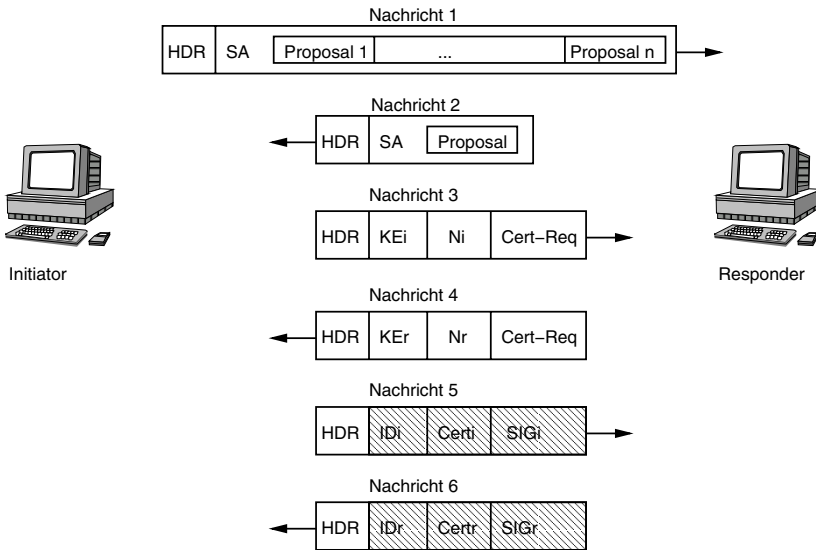 Nachricht 1
HDR SA Proposal 1 ... Proposal n
Nachricht 2
HDR SA Proposal
Nachricht 3
HDR KEi Ni Cert−Req
Initiator
Responder
Nachricht 4
HDR KEr Nr Cert−Req
Nachricht 5
HDR IDi Certi SIGi
Nachricht 6
HDR IDr Certr SIGr